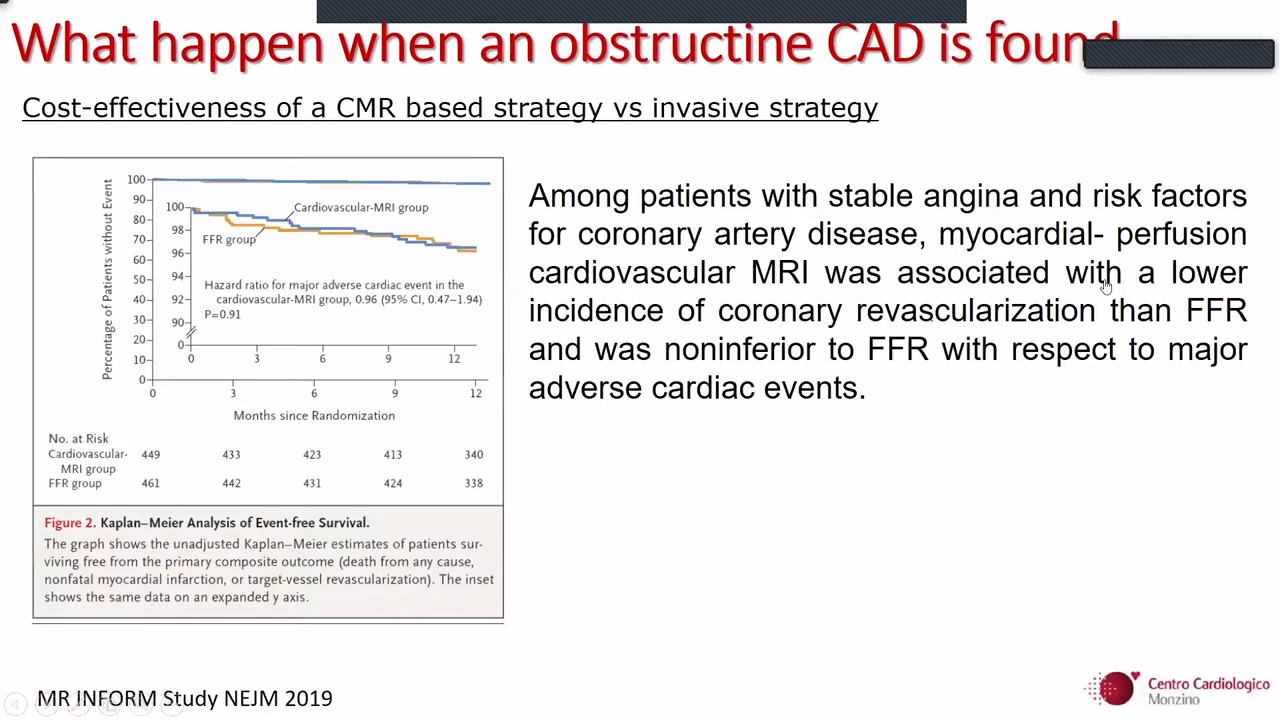 What happen when an obstructine CAD is found
Cost-effectiveness of a CMR based strategy vs invasive strategy
Percentage of Patients without Event
100
90
80
70
60
50
40
30
20
10
0
100
98
96
94
92
90
0
Cardiovascular-MRI group
FFR group
Hazard ratio for major adverse cardiac event in the
cardiovascular-MRI group, 0.96 (95% CI, 0.47–1.94)
P=0.91
0 3 6 9 12
0 3 6 9 12
Months since Randomization
No. at Risk
Cardiovascular-
MRI group 449 433 423 413 340
FFR group 461 442 431 424 338
Figure 2. Kaplan–Meier Analysis of Event-free Survival.
The graph shows the unadjusted Kaplan–Meier estimates of patients sur-
viving free from the primary composite outcome (death from any cause,
nonfatal myocardial infarction, or target-vessel revascularization). The inset
shows the same data on an expanded y axis.
Among patients with stable angina and risk factors
for coronary artery disease, myocardial- perfusion
cardiovascular MRI was associated with a lower
incidence of coronary revascularization than FFR
and was noninferior to FFR with respect to major
adverse cardiac events.
MR INFORM Study NEJM 2019
Centro Cardiologico
Monzino